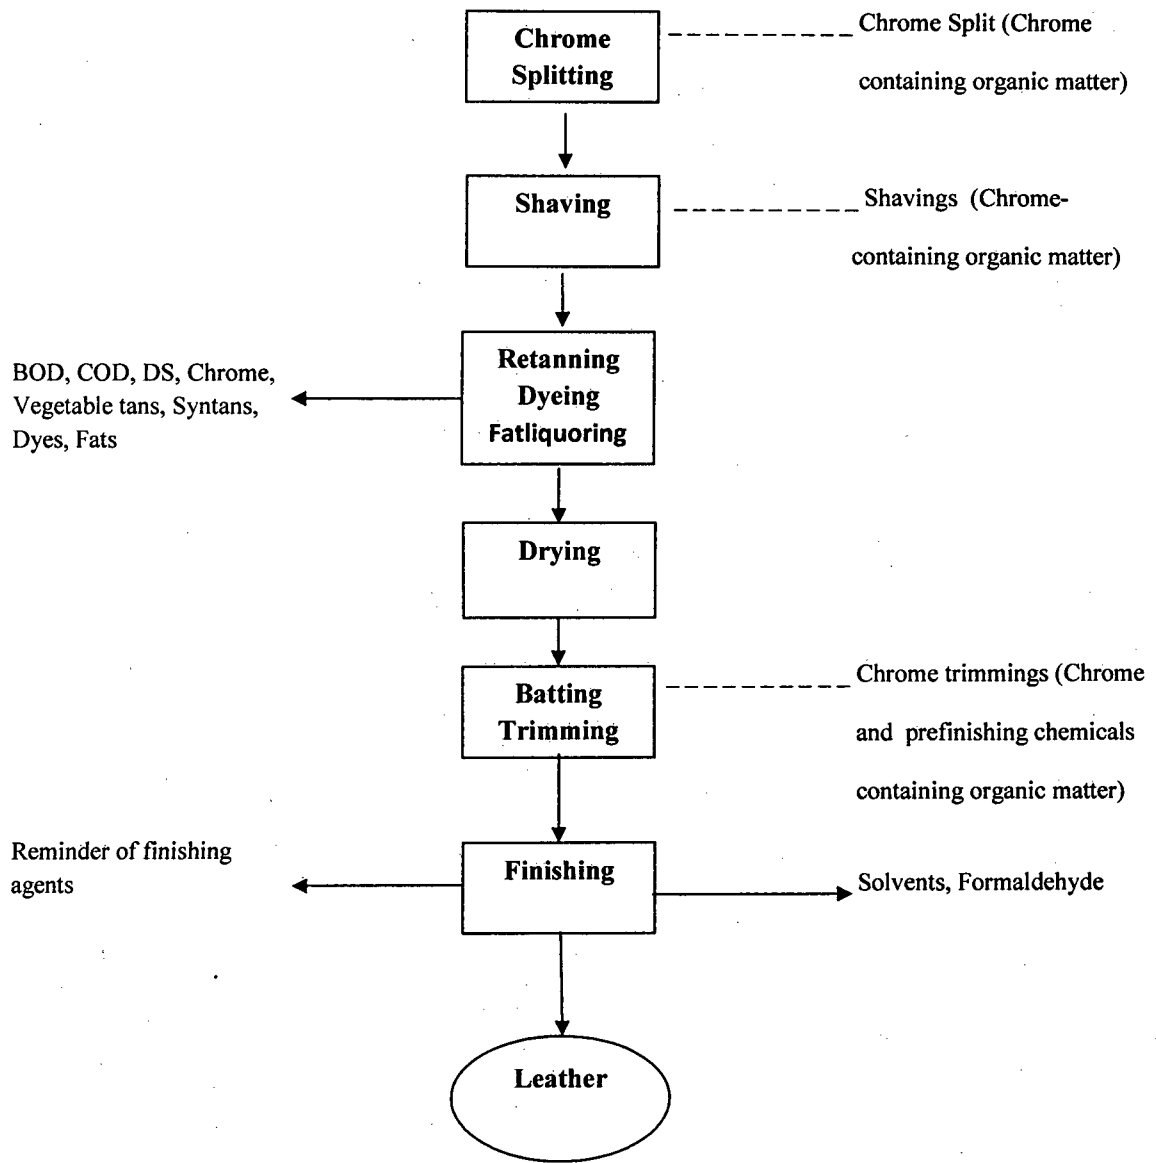 Chrome
Splitting
Chrome Split (Chrome
containing organic matter)
Shaving
Shavings (Chrome-
containing organic matter)
Retanning
Dyeing
Fatliquoring
BOD, COD, DS, Chrome,
Vegetable tans, Syntans,
Dyes, Fats
Drying
Batting
Trimming
Chrome trimmings (Chrome
and prefinishing chemicals
containing organic matter)
Finishing
Reminder of finishing
agents
Solvents, Formaldehyde
Leather